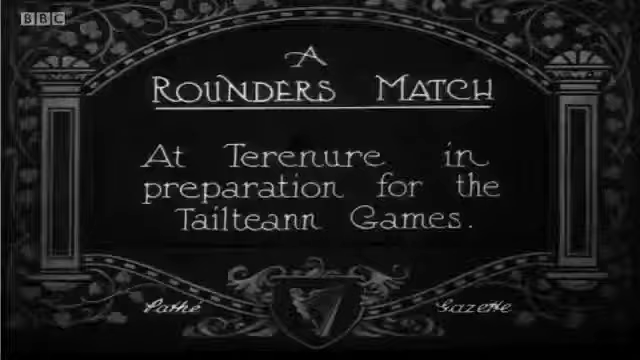 BBC
A
ROUNDERS MATCH
At Terenure in
preparation for the
Tailteann Games.
Pathé Gazette